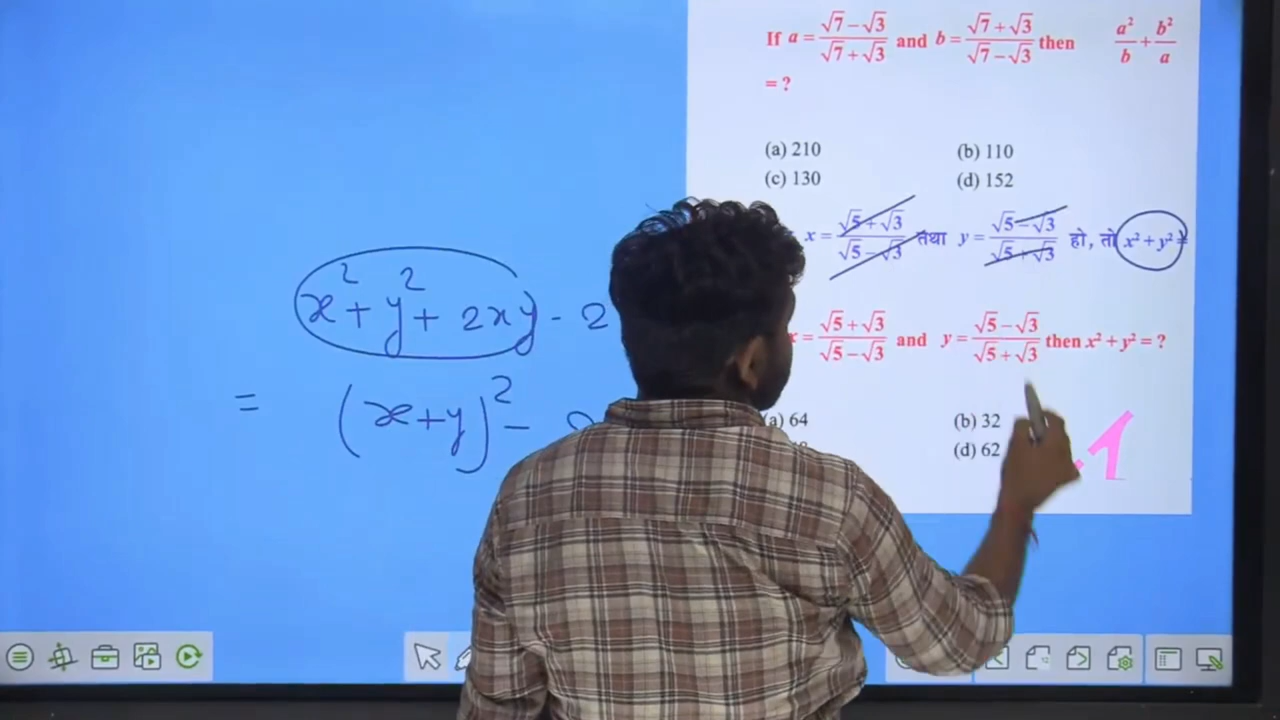 If a = (√7 − √3)/(√7 + √3) and b = (√7 + √3)/(√7 − √3) then a²/b + b²/a
= ?
(a) 210 (b) 110
(c) 130 (d) 152
x = (√5 + √3)/(√5 − √3) तथा y = (√5 − √3)/(√5 + √3) हो, तो x² + y² =
x = (√5 + √3)/(√5 − √3) and y = (√5 − √3)/(√5 + √3) then x² + y² = ?
(a) 64 (b) 32
(d) 62
x² + y² + 2xy - 2
= (x+y)² -